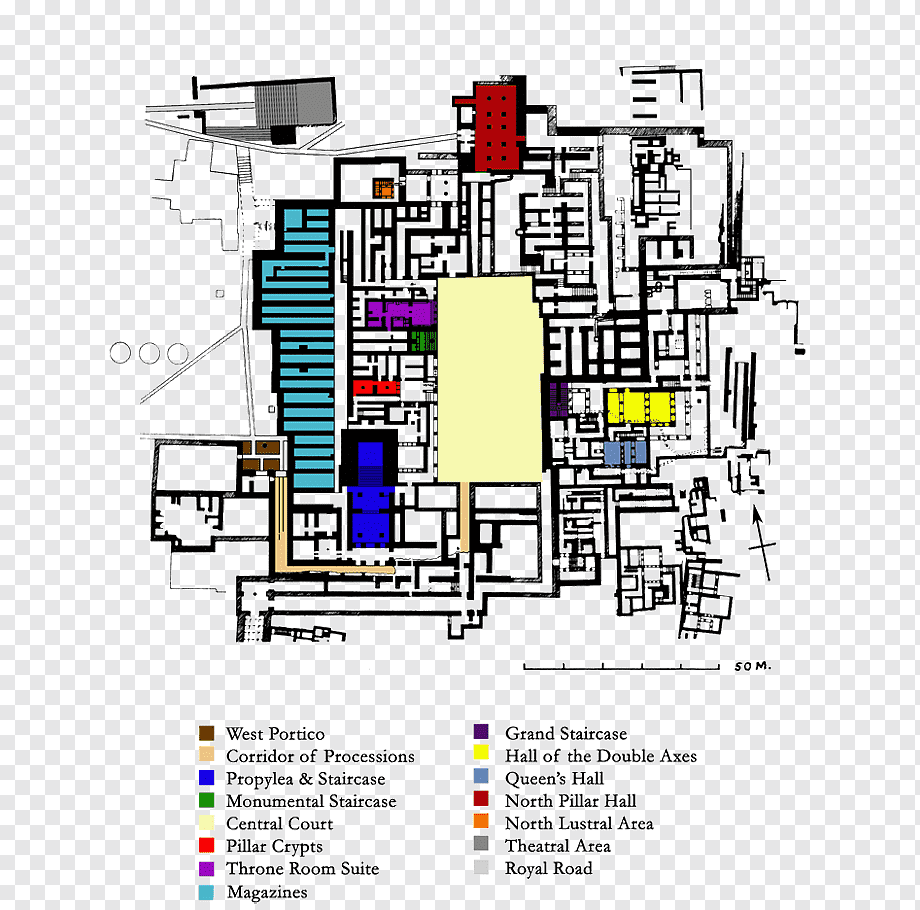 50 M.
West Portico
Corridor of Processions
Propylea & Staircase
Monumental Staircase
Central Court
Pillar Crypts
Throne Room Suite
Magazines
Grand Staircase
Hall of the Double Axes
Queen's Hall
North Pillar Hall
North Lustral Area
Theatral Area
Royal Road